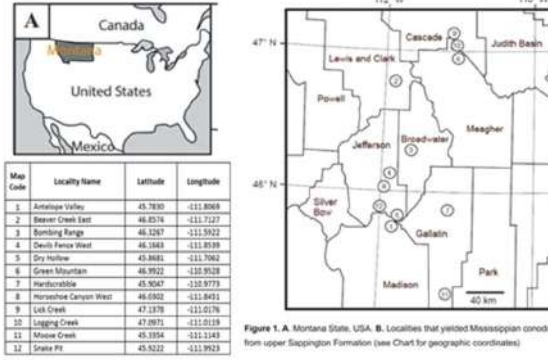 A
Canada
Montana
United States
Mexico
Map Code Locality Name Latitude Longitude
1 Antelope Valley 45.7830 -111.8069
2 Beaver Creek East 46.8574 -111.7127
3 Bombing Range 46.3267 -111.5922
4 Devils Fence West 46.1663 -111.8539
5 Dry Hollow 45.8681 -111.7062
6 Green Mountain 46.9922 -110.9528
7 Hardscrabble 45.9047 -110.9773
8 Horseshoe Canyon West 46.0302 -111.8451
9 Lick Creek 47.1378 -111.0176
10 Logging Creek 47.0971 -111.0119
11 Moose Creek 45.3354 -111.1143
12 Snake Pit 45.9222 -111.9923
47° N
46° N
Cascade
Judith Basin
Lewis and Clark
Powell
Meagher
Jefferson
Broadwater
Silver Bow
Gallatin
Madison
Park
40 km
Figure 1. A. Montana State, USA. B. Localities that yielded Mississippian
from upper Sappington Formation (see Chart for geographic coordinates)